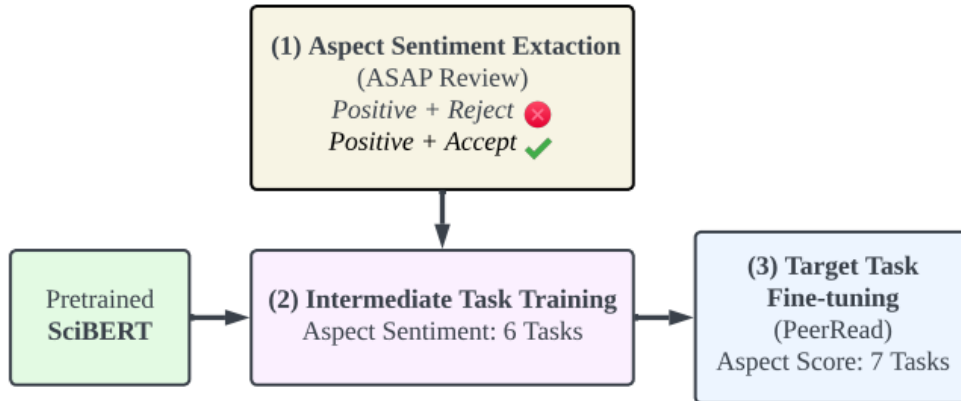 (1) Aspect Sentiment Extaction
(ASAP Review)
Positive + Reject
Positive + Accept
Pretrained
SciBERT
(2) Intermediate Task Training
Aspect Sentiment: 6 Tasks
(3) Target Task
Fine-tuning
(PeerRead)
Aspect Score: 7 Tasks